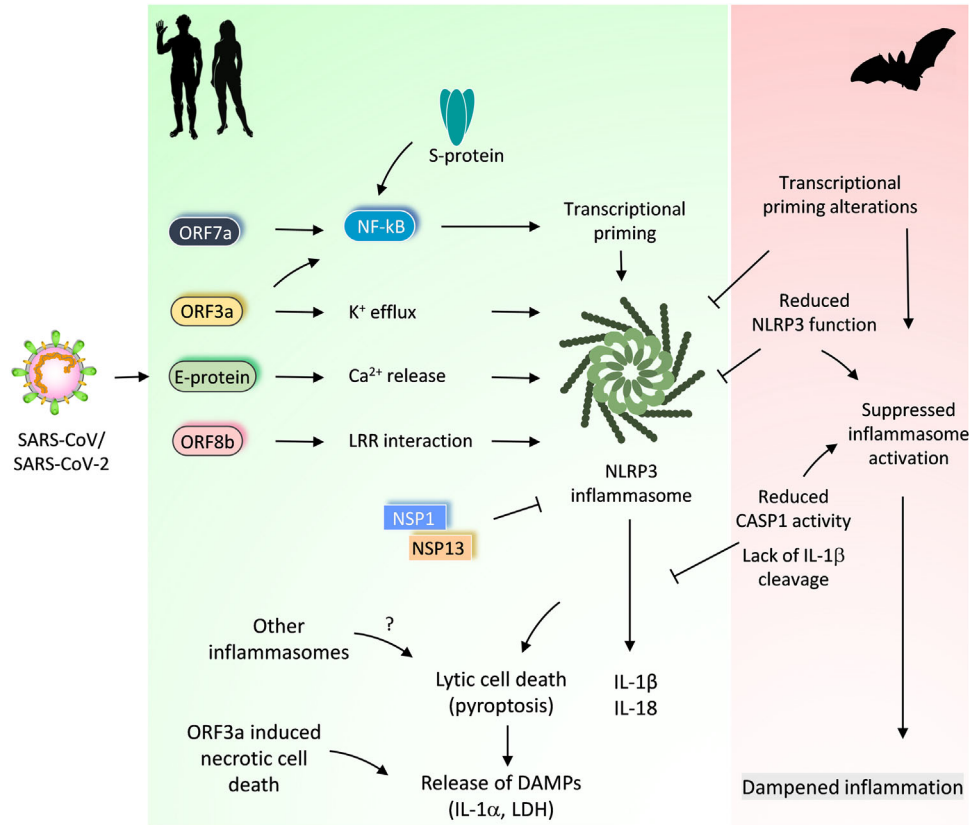 S-protein
ORF7a
NF-kB
Transcriptional
priming
ORF3a
K⁺ efflux
E-protein
Ca²⁺ release
ORF8b
LRR interaction
SARS-CoV/
SARS-CoV-2
NLRP3
inflammasome
NSP1
NSP13
Other
inflammasomes
?
Lytic cell death
(pyroptosis)
IL-1β
IL-18
ORF3a induced
necrotic cell
death
Release of DAMPs
(IL-1α, LDH)
Transcriptional
priming alterations
Reduced
NLRP3 function
Suppressed
inflammasome
activation
Reduced
CASP1 activity
Lack of IL-1β
cleavage
Dampened inflammation